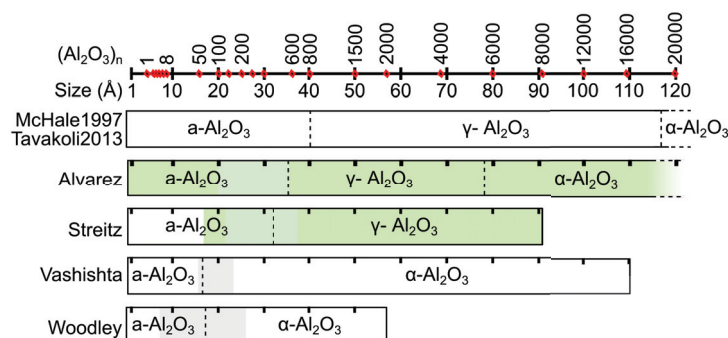 (Al₂O₃)ₙ 1 8 50 100 200 600 800 1500 2000 4000 6000 8000 12000 16000 20000
Size (Å) 1 10 20 30 40 50 60 70 80 90 100 110 120
McHale1997
Tavakoli2013
a-Al₂O₃ γ- Al₂O₃ α-Al₂O₃
Alvarez a-Al₂O₃ γ- Al₂O₃ α-Al₂O₃
Streitz a-Al₂O₃ γ- Al₂O₃
Vashishta a-Al₂O₃ α-Al₂O₃
Woodley a-Al₂O₃ α-Al₂O₃